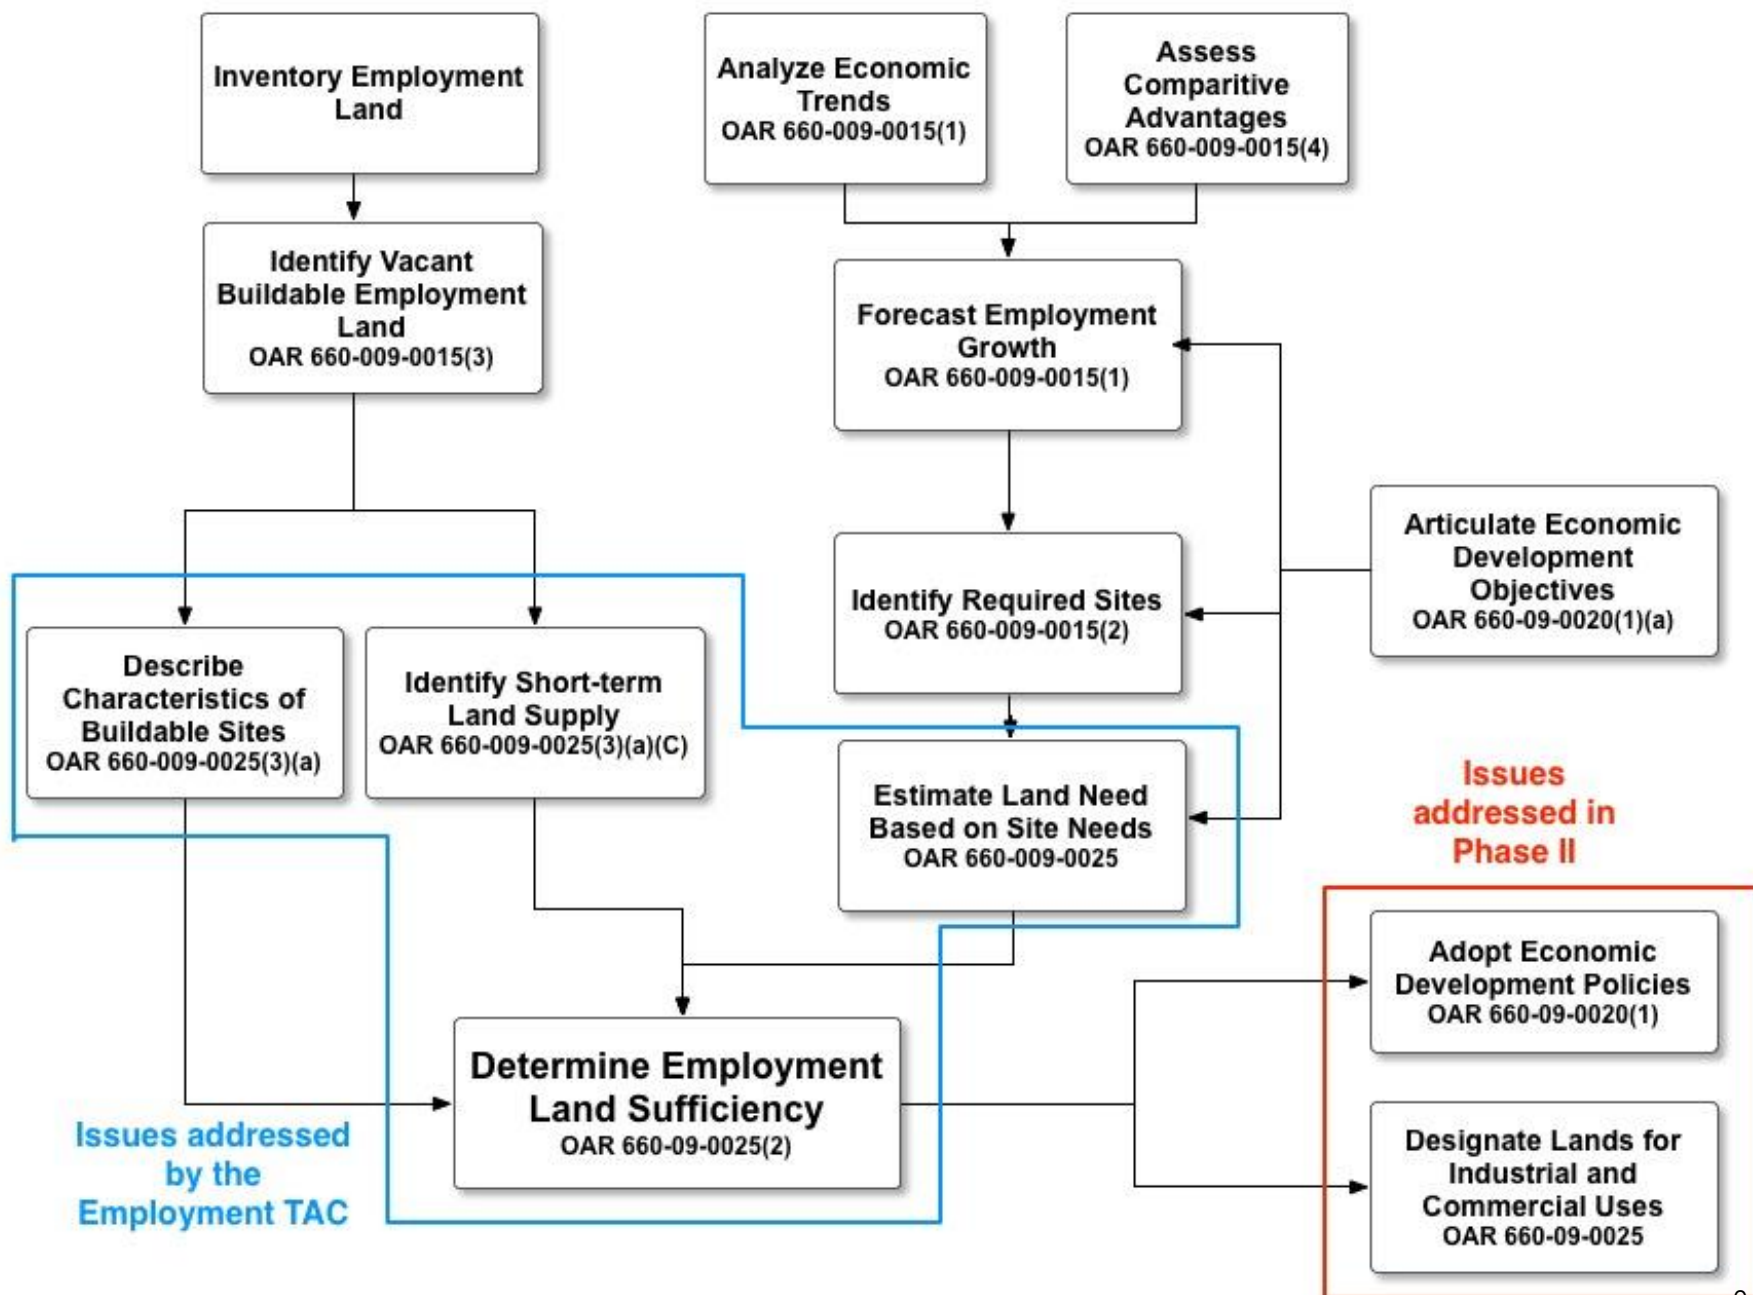 Inventory Employment
Land
Analyze Economic
Trends
OAR 660-009-0015(1)
Assess
Comparitive
Advantages
OAR 660-009-0015(4)
Identify Vacant
Buildable Employment
Land
OAR 660-009-0015(3)
Forecast Employment
Growth
OAR 660-009-0015(1)
Articulate Economic
Development
Objectives
OAR 660-09-0020(1)(a)
Identify Required Sites
OAR 660-009-0015(2)
Describe
Characteristics of
Buildable Sites
OAR 660-009-0025(3)(a)
Identify Short-term
Land Supply
OAR 660-009-0025(3)(a)(C)
Estimate Land Need
Based on Site Needs
OAR 660-009-0025
Issues
addressed in
Phase II
Adopt Economic
Development Policies
OAR 660-09-0020(1)
Determine Employment
Land Sufficiency
OAR 660-09-0025(2)
Issues addressed
by the
Employment TAC
Designate Lands for
Industrial and
Commercial Uses
OAR 660-09-0025